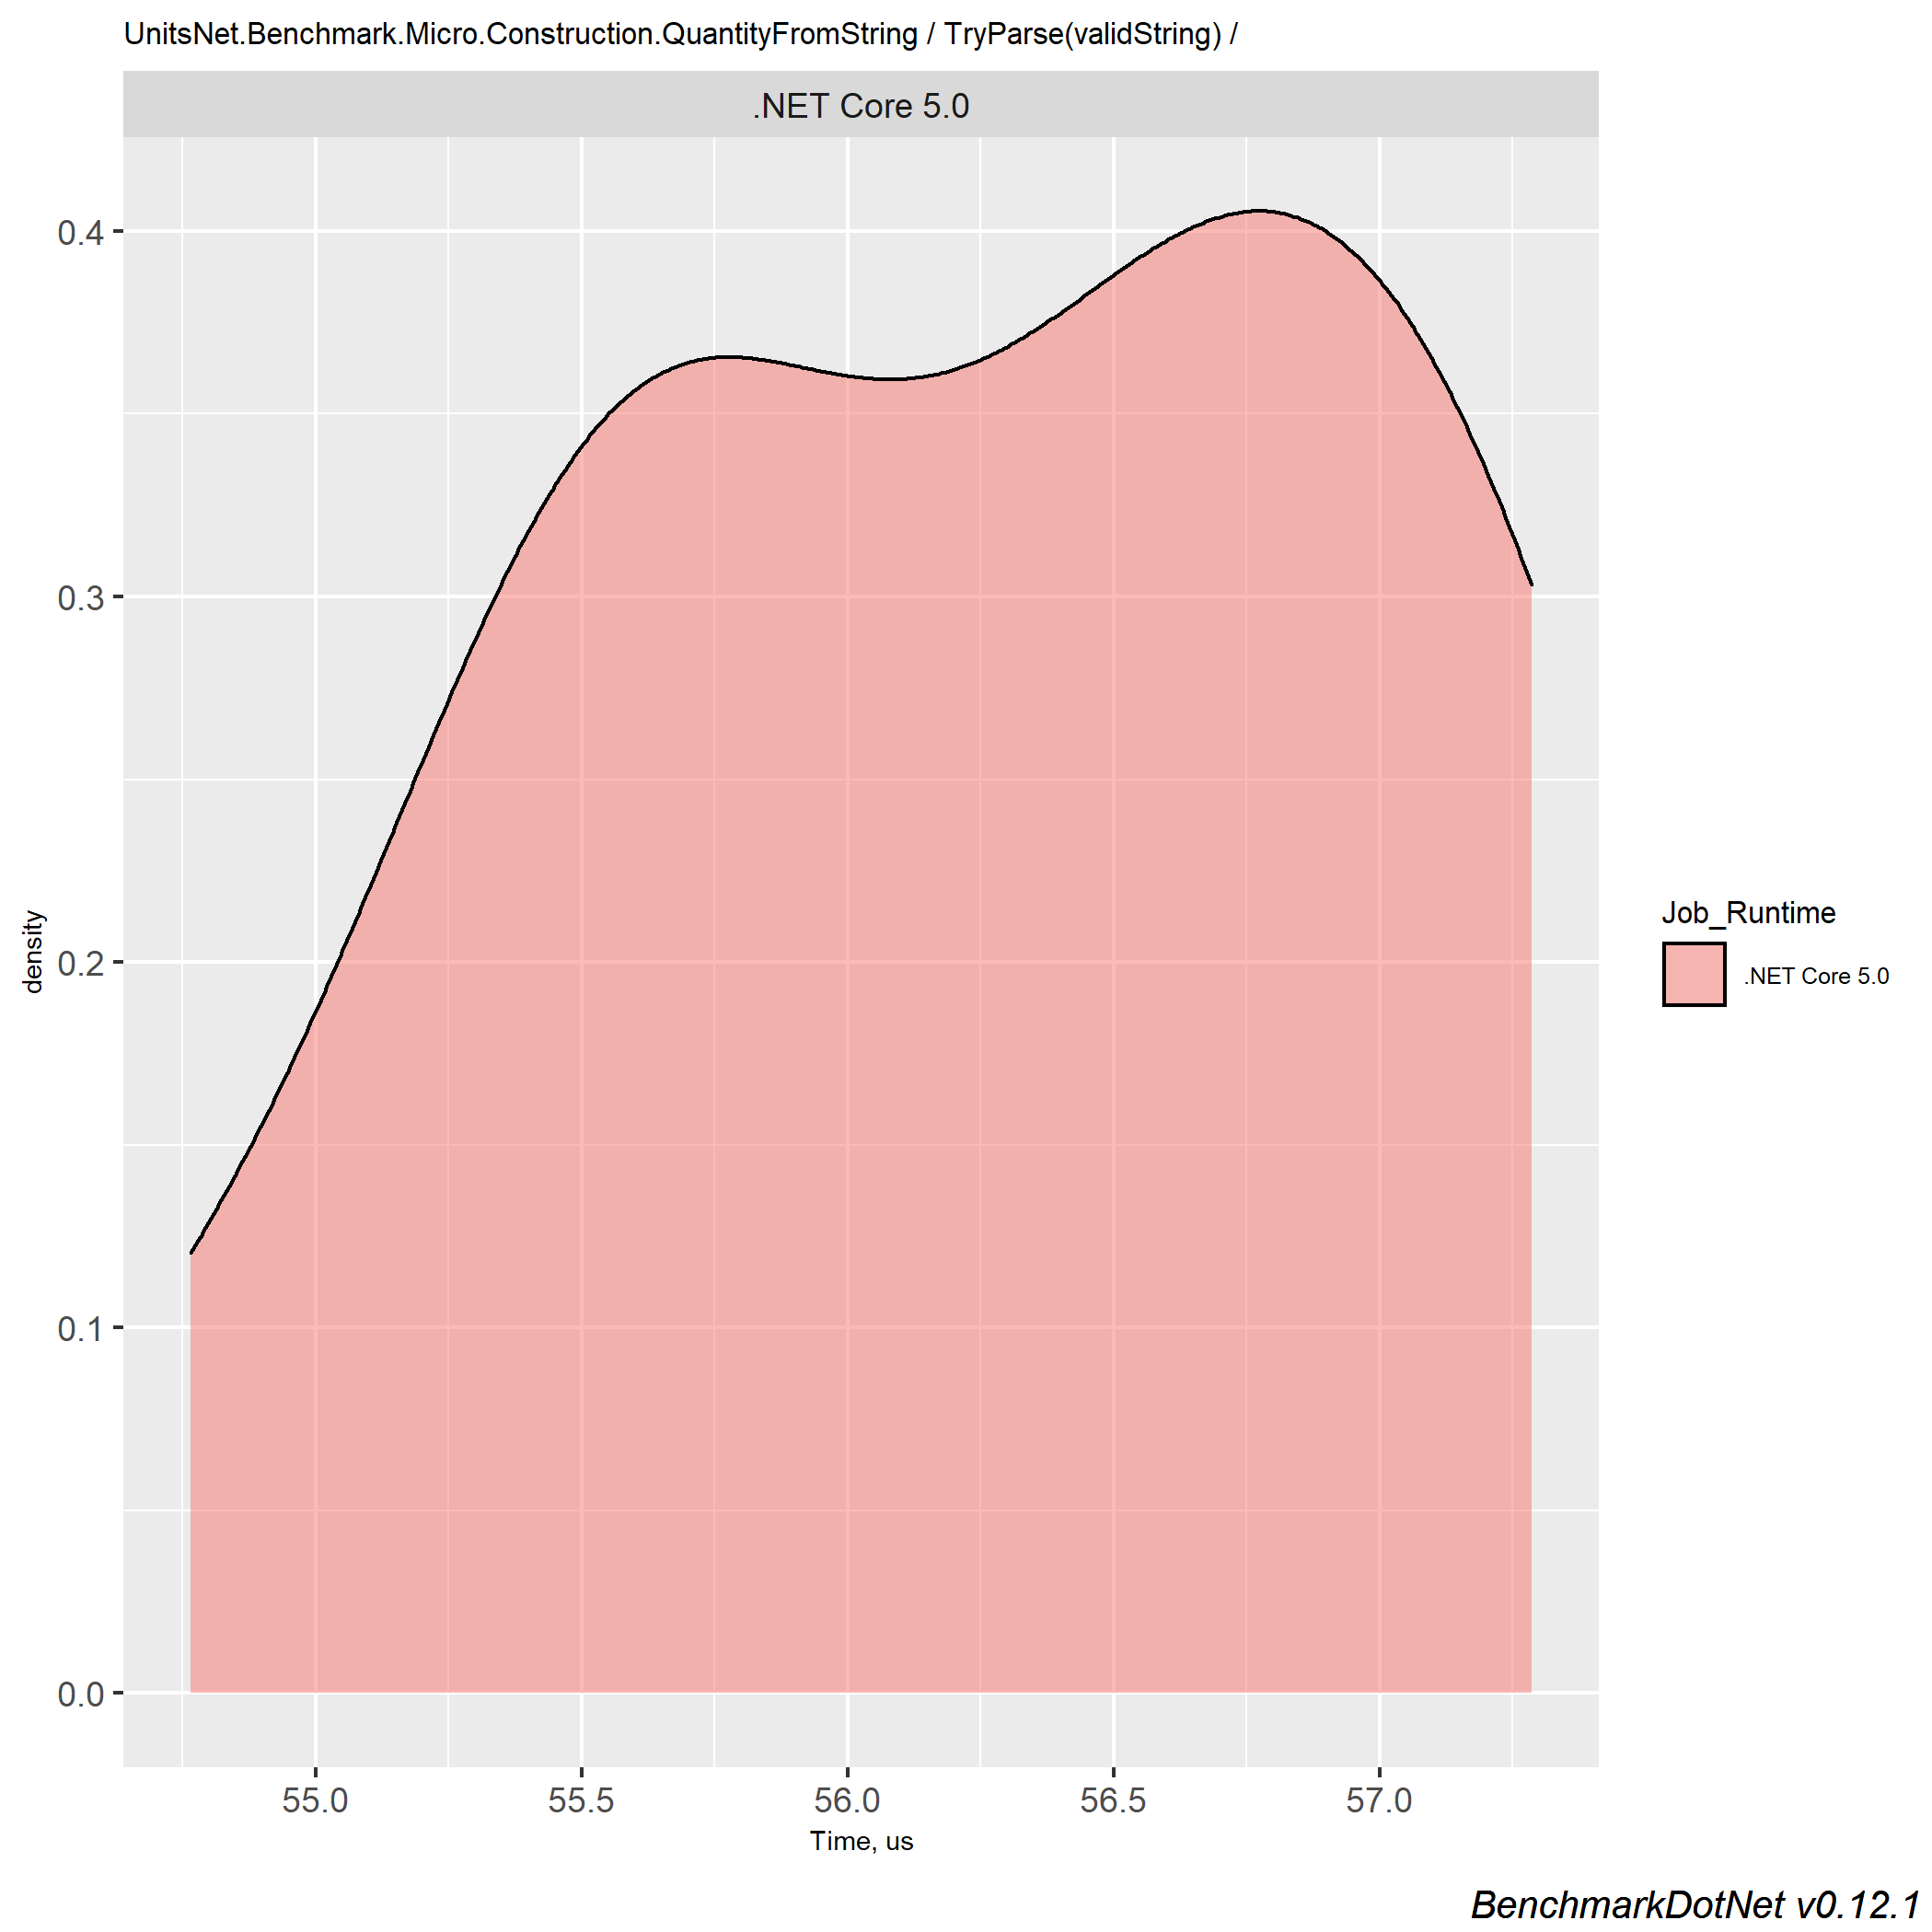 UnitsNet.Benchmark.Micro.Construction.QuantityFromString / TryParse(validString) /
.NET Core 5.0
0.4
0.3
0.2
0.1
0.0
density
55.0 55.5 56.0 56.5 57.0
Time, us
Job_Runtime
.NET Core 5.0
BenchmarkDotNet v0.12.1